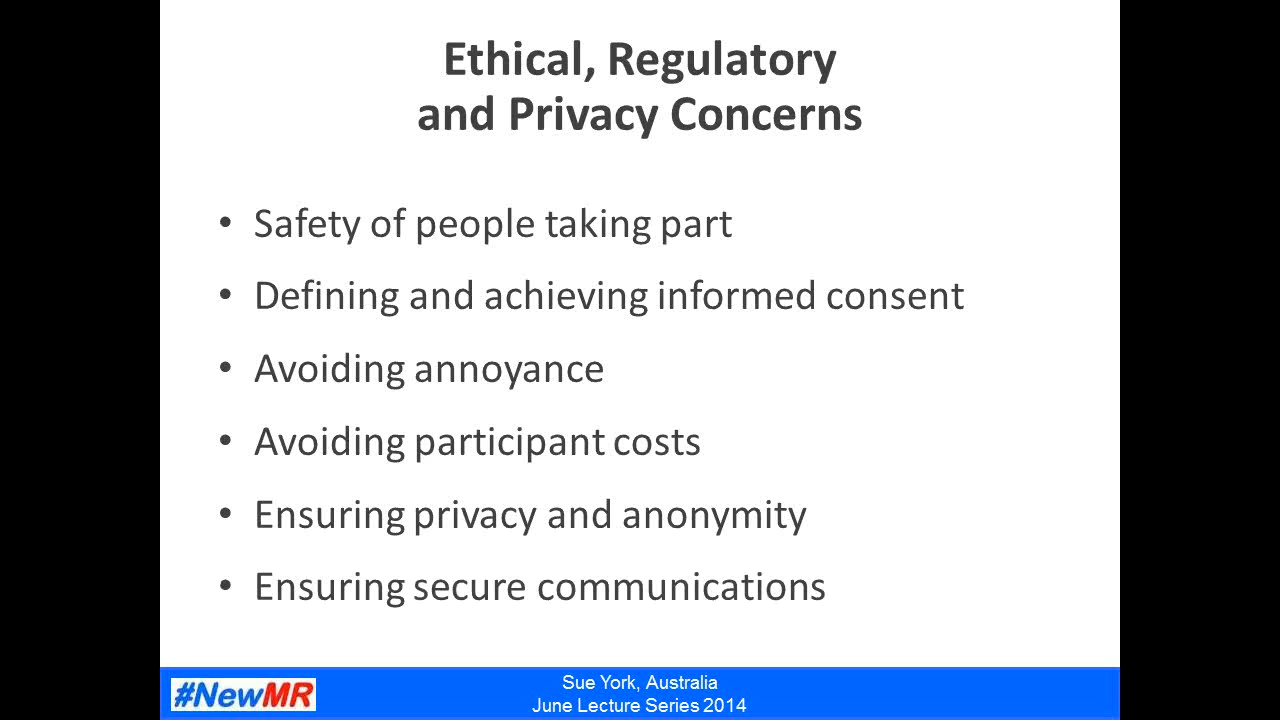 Ethical, Regulatory
and Privacy Concerns
• Safety of people taking part
• Defining and achieving informed consent
• Avoiding annoyance
• Avoiding participant costs
• Ensuring privacy and anonymity
• Ensuring secure communications
#NewMR
Sue York, Australia
June Lecture Series 2014